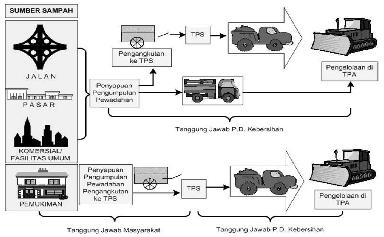 SUMBER SAMPAH
JALAN
PASAR
KOMERSIAL/
FASILITAS UMUM
PEMUKIMAN
Pengangkutan
ke TPS
TPS
Penyapuan
Pengumpulan
Pewadahan
Pengelolaan di
TPA
Tanggung Jawab P.D. Kebersihan
Penyapuan
Pengumpulan
Pewadahan
Pengangkutan
ke TPS
TPS
Pengelolaan di
TPA
Tanggung Jawab Masyarakat
Tanggung Jawab P.D. Kebersihan